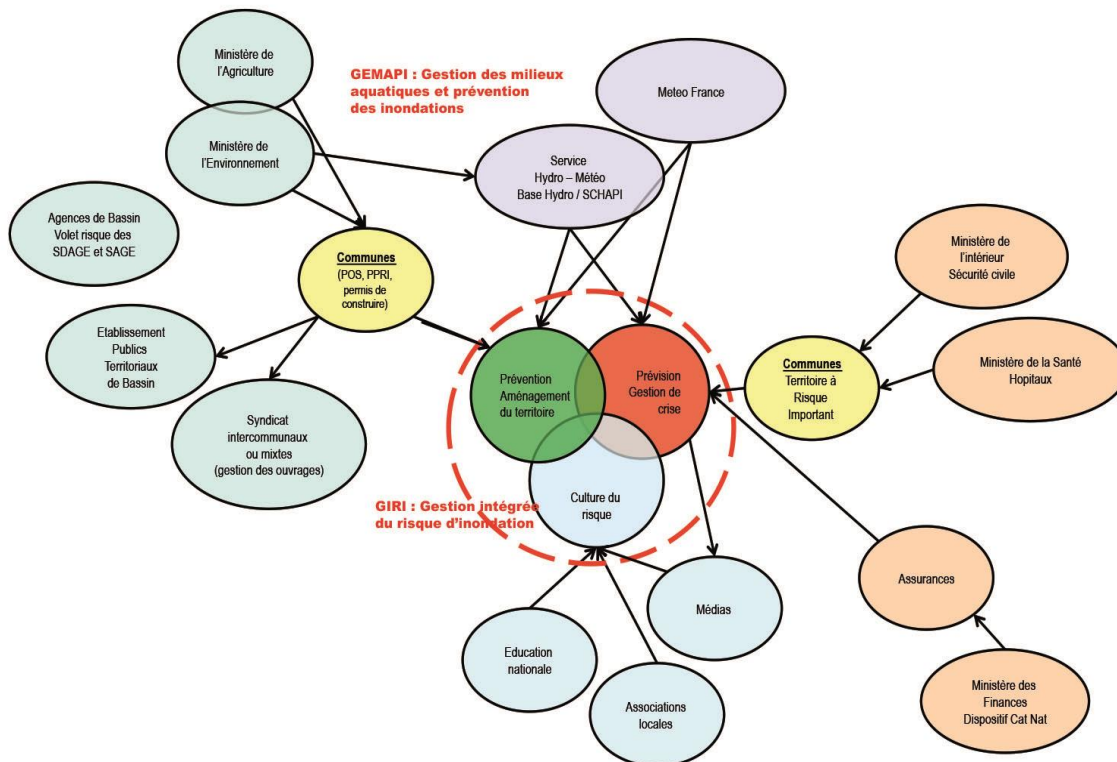 Ministère de
l'Agriculture
GEMAPI : Gestion des milieux
aquatiques et prévention
des inondations
Meteo France
Ministère de
l'Environnement
Service
Hydro – Météo
Base Hydro / SCHAPI
Agences de Bassin
Volet risque des
SDAGE et SAGE
Communes
(POS, PPRI,
permis de
construire)
Ministère de
l'intérieur
Sécurité civile
Etablissement
Publics
Territoriaux
de Bassin
Prévention
Aménagement
du territoire
Prévision
Gestion de
crise
Communes
Territoire à
Risque
Important
Ministère de la Santé
Hopitaux
Syndicat
intercommunaux
ou mixtes
(gestion des ouvrages)
GIRI : Gestion intégrée
du risque d'inondation
Culture du
risque
Assurances
Médias
Education
nationale
Associations
locales
Ministère des
Finances
Dispositif Cat Nat